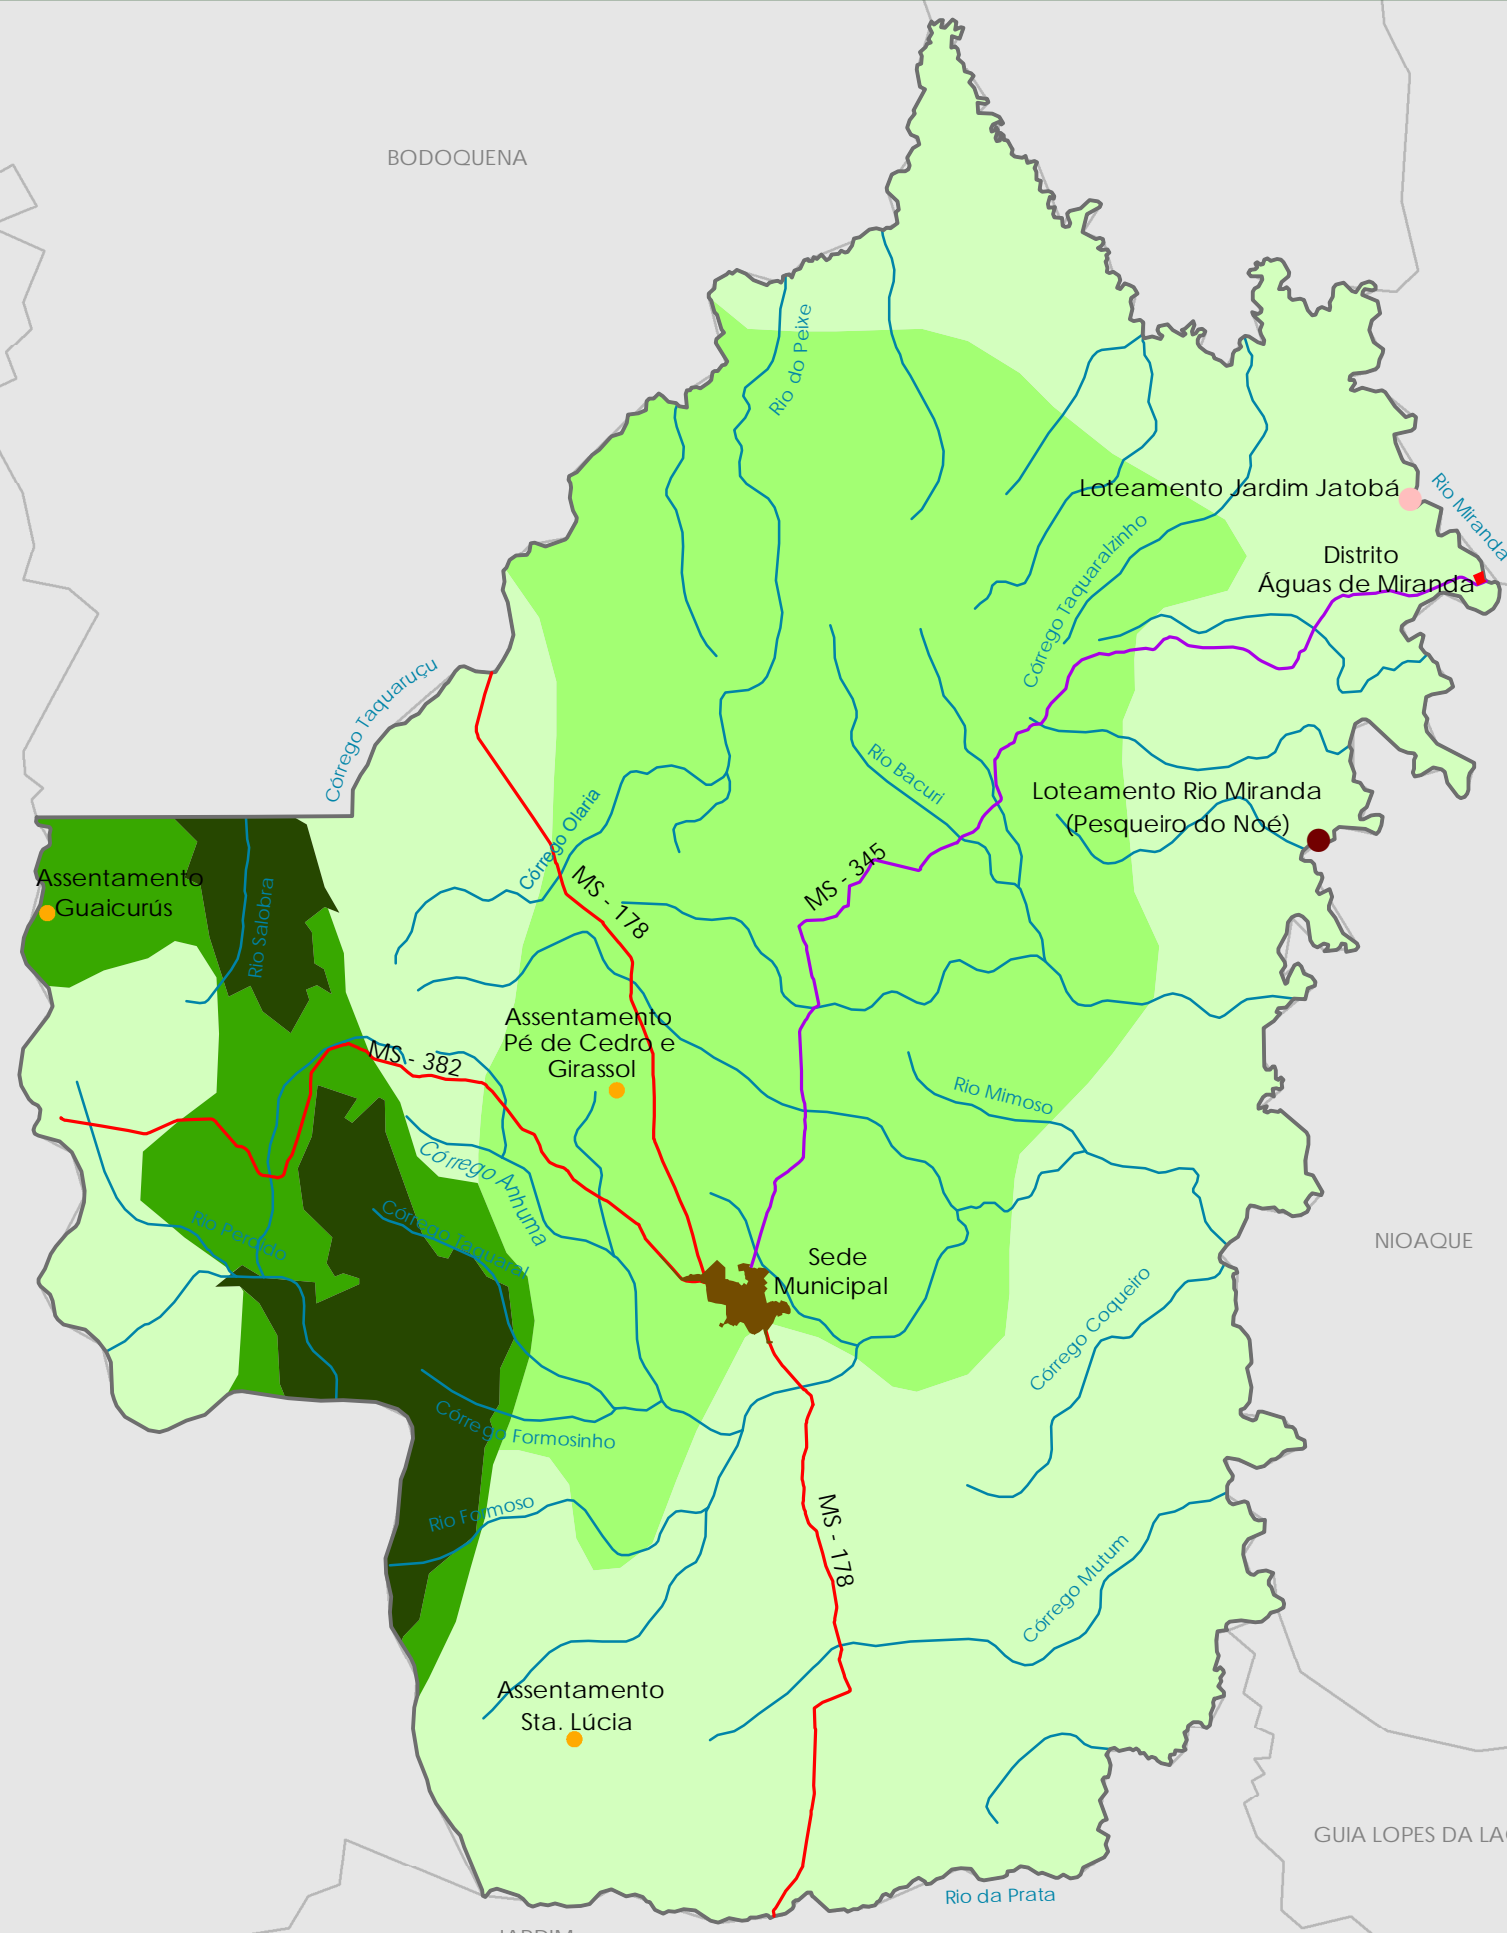 BODOQUENA
Rio do Peixe
Loteamento Jardim Jatobá
Rio Miranda
Córrego Taquaralzinho
Distrito
Águas de Miranda
Córrego Taquaruçu
Rio Bacuri
Loteamento Rio Miranda
(Pesqueiro do Noé)
Córrego Olaria
MS - 345
MS - 178
Assentamento
Guaicurús
Rio Salobra
Assentamento
Pé de Cedro e
Girassol
MS - 382
Rio Mimoso
Córrego Anhuma
Córrego Taquaral
Rio Perdido
Sede
Municipal
NIOAQUE
Córrego Coqueiro
Córrego Formosinho
Rio Formoso
MS - 178
Córrego Mutum
Assentamento
Sta. Lúcia
GUIA LOPES DA LA
Rio da Prata
JARDIM